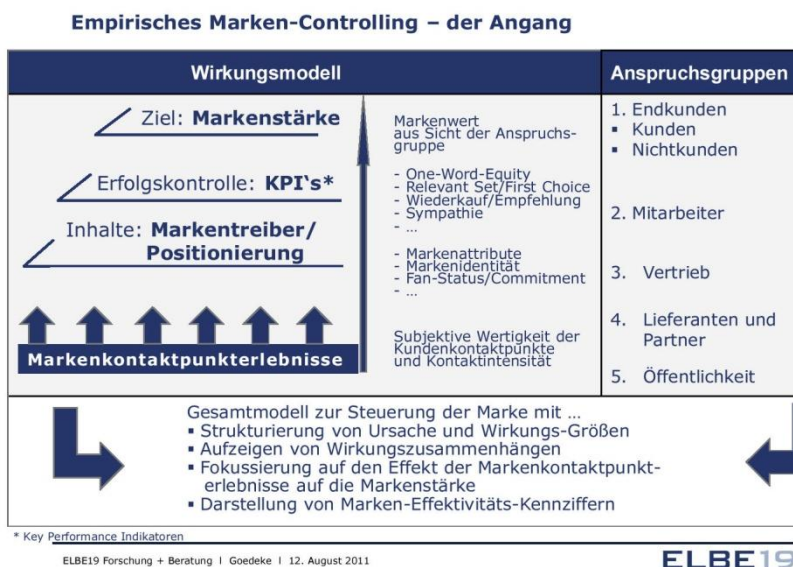 Empirisches Marken-Controlling – der Angang
Wirkungsmodell
Ziel: Markenstärke
Erfolgskontrolle: KPI's*
Inhalte: Markentreiber/
Positionierung
Markenkontaktpunkterlebnisse
Markenwert
aus Sicht der Anspruchs-
gruppe
- One-Word-Equity
- Relevant Set/First Choice
- Wiederkauf/Empfehlung
- Sympathie
- ...
- Markenattribute
- Markenidentität
- Fan-Status/Commitment
- ...
Subjektive Wertigkeit der
Kundenkontaktpunkte
und Kontaktintensität
Anspruchsgruppen
1. Endkunden
▪ Kunden
▪ Nichtkunden
2. Mitarbeiter
3. Vertrieb
4. Lieferanten und
Partner
5. Öffentlichkeit
Gesamtmodell zur Steuerung der Marke mit ...
▪ Strukturierung von Ursache und Wirkungs-Größen
▪ Aufzeigen von Wirkungszusammenhängen
▪ Fokussierung auf den Effekt der Markenkontaktpunkt-
erlebnisse auf die Markenstärke
▪ Darstellung von Marken-Effektivitäts-Kennziffern
* Key Performance Indikatoren
ELBE19 Forschung + Beratung I Goedeke I 12. August 2011
ELBE19